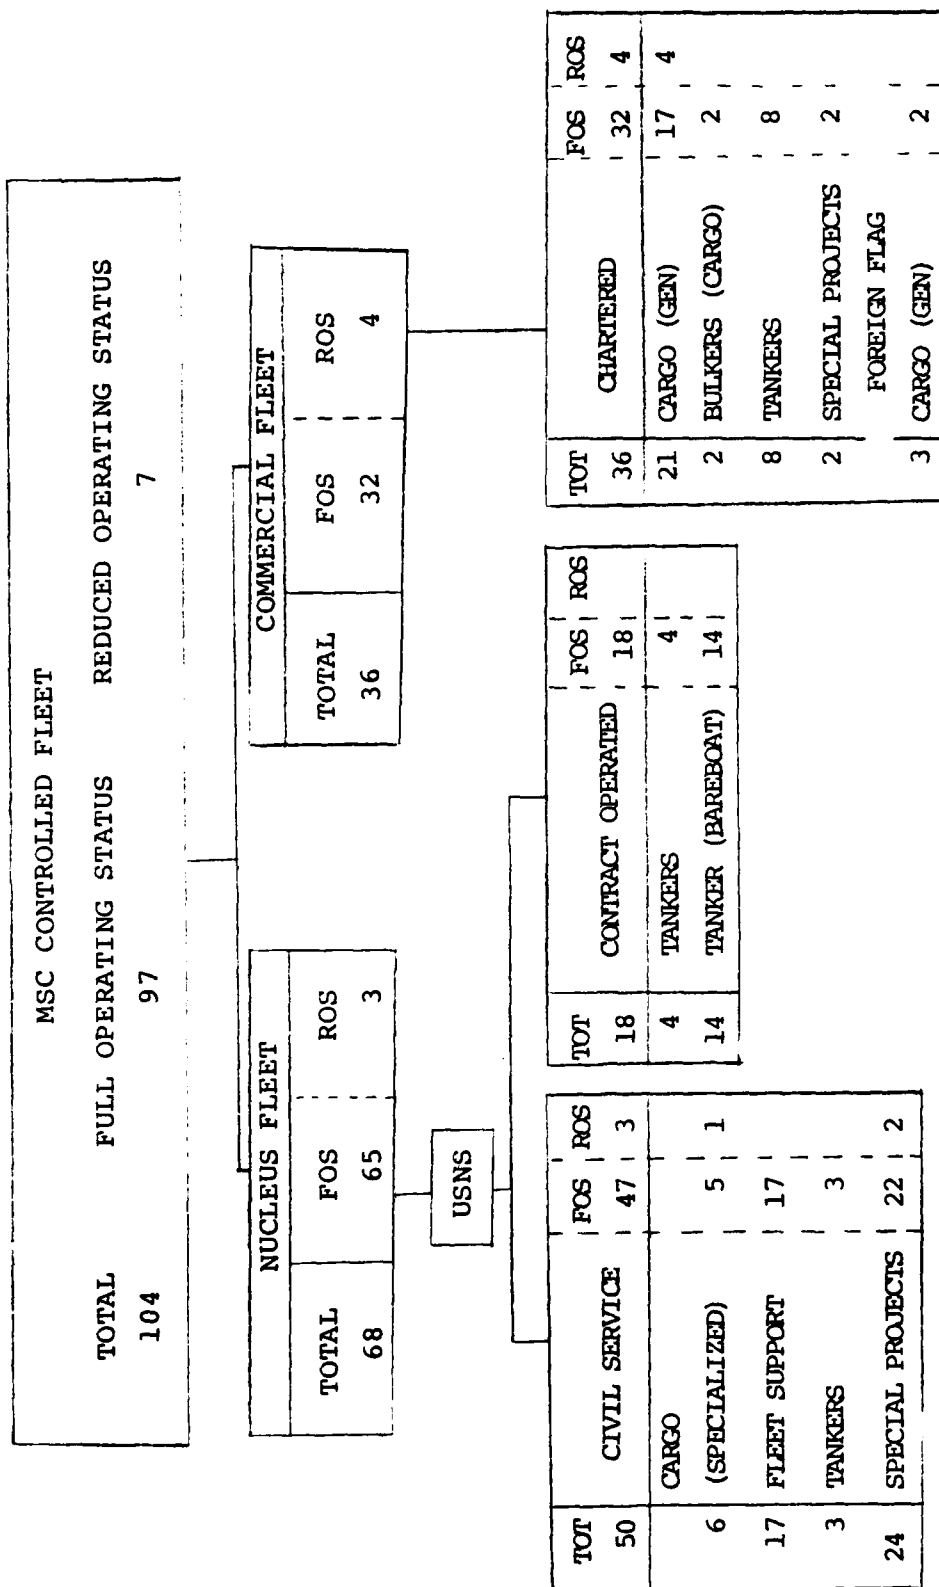 MSC CONTROLLED FLEET
TOTAL FULL OPERATING STATUS REDUCED OPERATING STATUS
104 97 7
NUCLEUS FLEET
TOTAL FOS ROS
68 65 3
COMMERCIAL FLEET
TOTAL FOS ROS
36 32 4
USNS
TOT FOS ROS
50 CIVIL SERVICE 47 3
CARGO
6 (SPECIALIZED) 5 1
17 FLEET SUPPORT 17
3 TANKERS 3
24 SPECIAL PROJECTS 22 2
TOT FOS ROS
18 CONTRACT OPERATED 18
4 TANKERS 4
14 TANKER (BAREBOAT) 14
TOT FOS ROS
36 CHARTERED 32 4
21 CARGO (GEN) 17 4
2 BULKERS (CARGO) 2
8 TANKERS 8
2 SPECIAL PROJECTS 2
FOREIGN FLAG
3 CARGO (GEN) 2